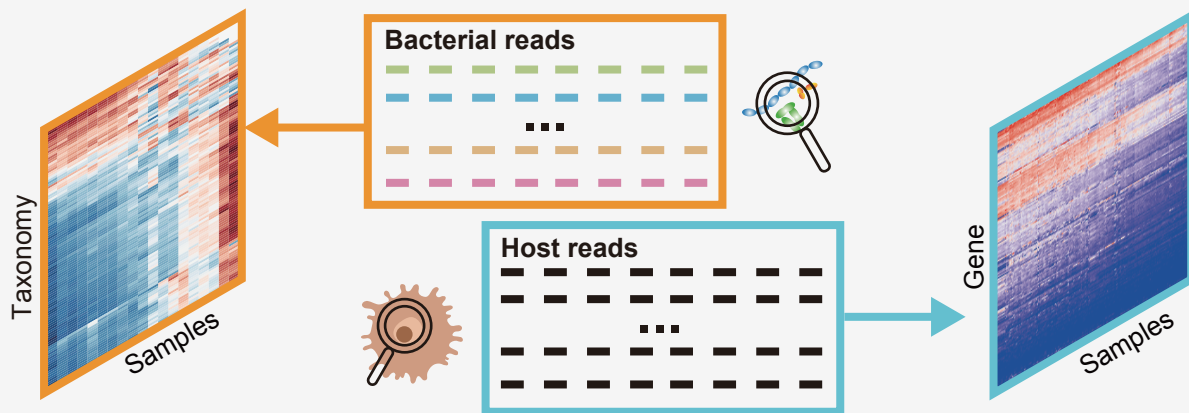 Bacterial reads
Taxonomy
Samples
Host reads
Gene
Samples